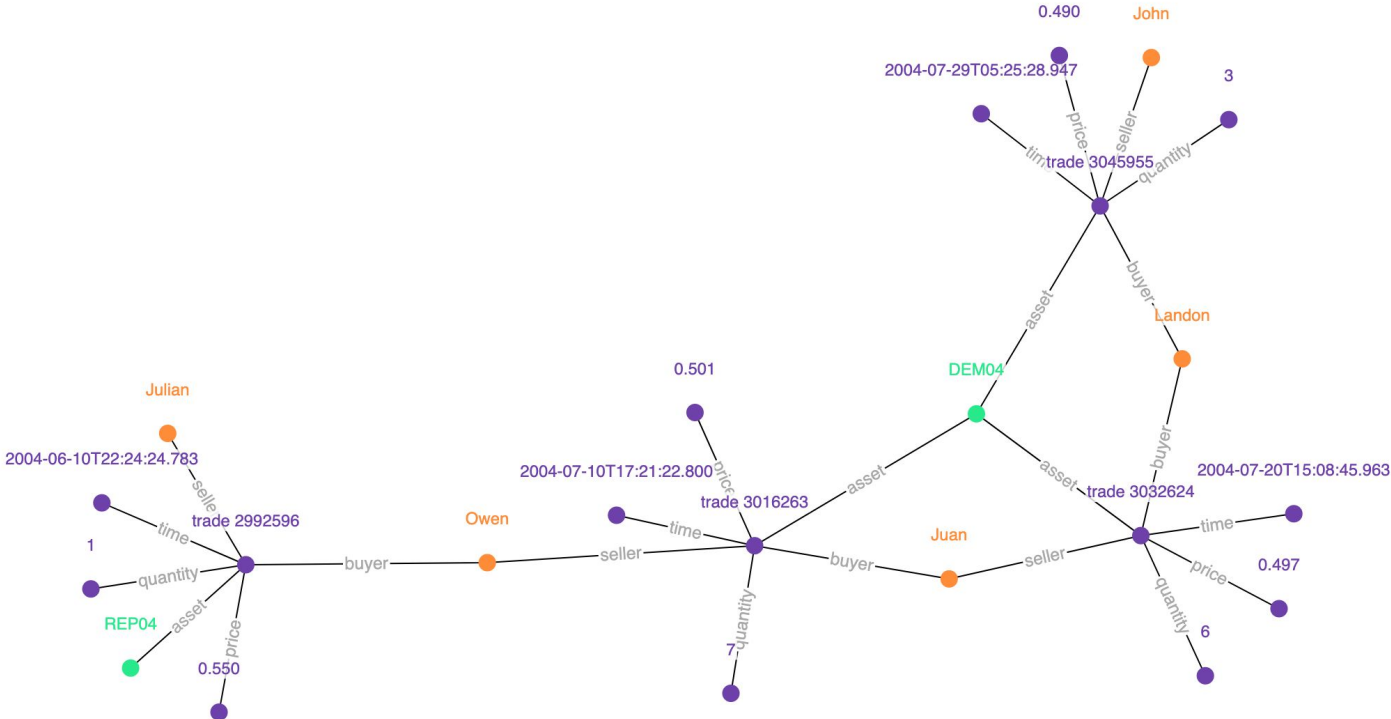 0.490
John
2004-07-29T05:25:28.947
3
price
seller
time
trade 3045955
quantity
buyer
asset
Landon
0.501
DEM04
Julian
2004-06-10T22:24:24.783
2004-07-10T17:21:22.800
price
asset
asset
buyer
2004-07-20T15:08:45.963
seller
trade 2992596
trade 3016263
trade 3032624
time
Owen
time
Juan
time
1
buyer
seller
buyer
seller
price
0.497
quantity
REP04
asset
price
quantity
quantity
6
0.550
7